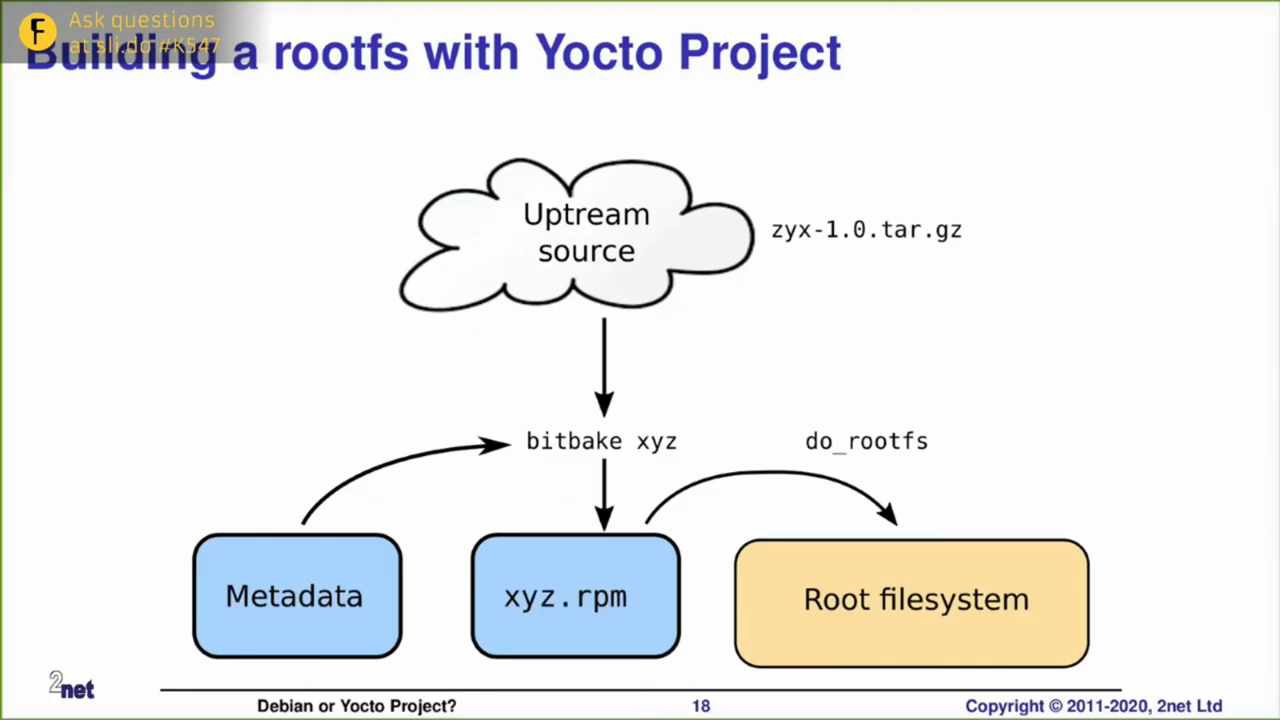 Ask questions
at sli.do #K547
Building a rootfs with Yocto Project
Uptream
source
zyx-1.0.tar.gz
bitbake xyz
do_rootfs
Metadata
xyz.rpm
Root filesystem
2net
Debian or Yocto Project?
18
Copyright © 2011-2020, 2net Ltd